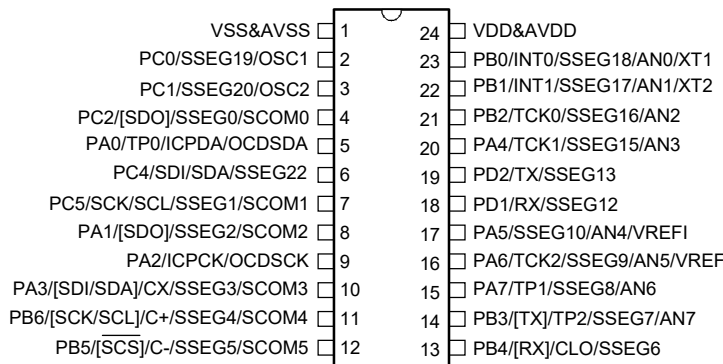 VSS&AVSS 1 24 VDD&AVDD
PC0/SSEG19/OSC1 2 23 PB0/INT0/SSEG18/AN0/XT1
PC1/SSEG20/OSC2 3 22 PB1/INT1/SSEG17/AN1/XT2
PC2/[SDO]/SSEG0/SCOM0 4 21 PB2/TCK0/SSEG16/AN2
PA0/TP0/ICPDA/OCDSDA 5 20 PA4/TCK1/SSEG15/AN3
PC4/SDI/SDA/SSEG22 6 19 PD2/TX/SSEG13
PC5/SCK/SCL/SSEG1/SCOM1 7 18 PD1/RX/SSEG12
PA1/[SDO]/SSEG2/SCOM2 8 17 PA5/SSEG10/AN4/VREFI
PA2/ICPCK/OCDSCK 9 16 PA6/TCK2/SSEG9/AN5/VREF
PA3/[SDI/SDA]/CX/SSEG3/SCOM3 10 15 PA7/TP1/SSEG8/AN6
PB6/[SCK/SCL]/C+/SSEG4/SCOM4 11 14 PB3/[TX]/TP2/SSEG7/AN7
PB5/[SCS]/C-/SSEG5/SCOM5 12 13 PB4/[RX]/CLO/SSEG6